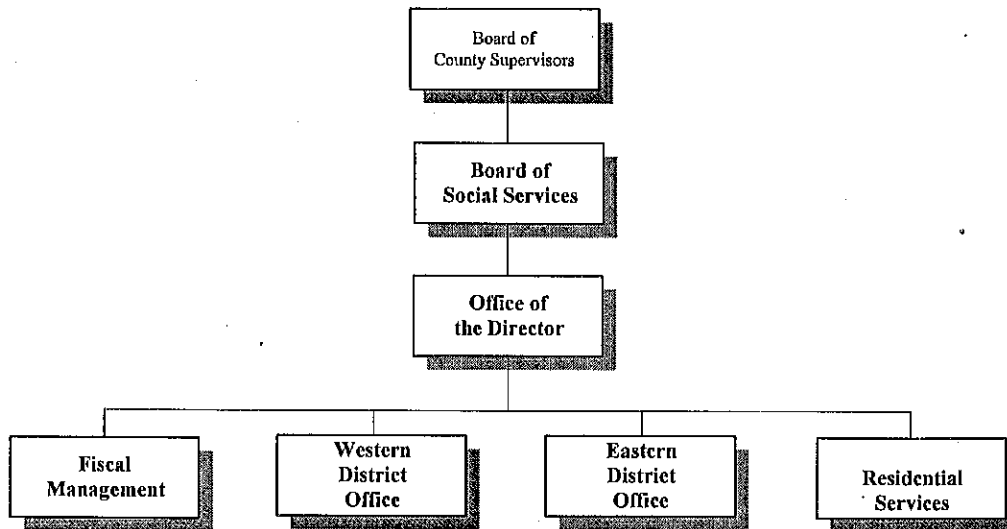 Board of
County Supervisors
Board of
Social Services
Office of
the Director
Fiscal
Management
Western
District
Office
Eastern
District
Office
Residential
Services